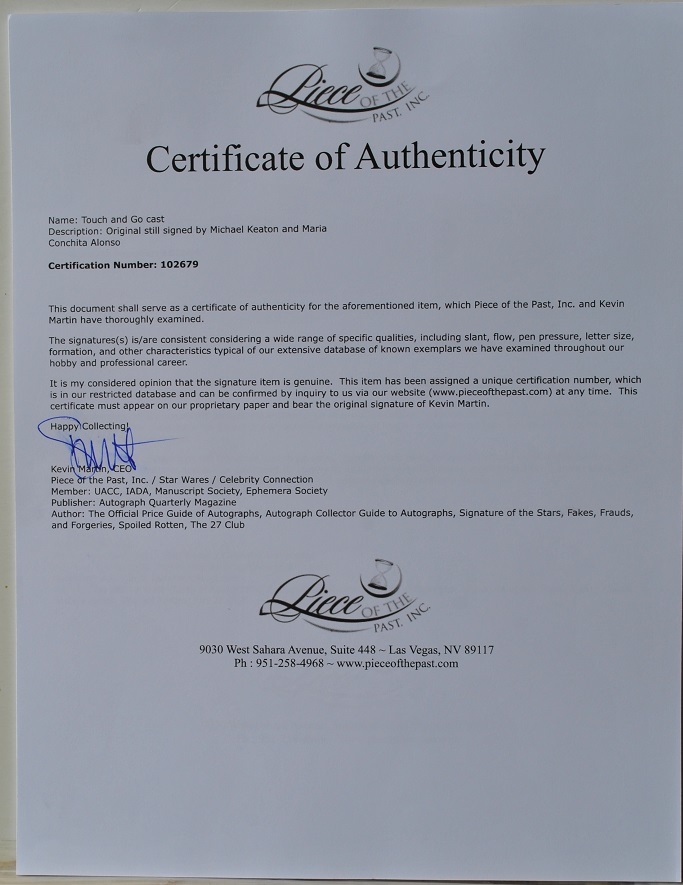 Piece OF THE
PAST, INC.
Certificate of Authenticity
Name: Touch and Go cast
Description: Original still signed by Michael Keaton and Maria
Conchita Alonso
Certification Number: 102679
This document shall serve as a certificate of authenticity for the aforementioned item, which Piece of the Past, Inc. and Kevin
Martin have thoroughly examined.
The signatures(s) is/are consistent considering a wide range of specific qualities, including slant, flow, pen pressure, letter size,
formation, and other characteristics typical of our extensive database of known exemplars we have examined throughout our
hobby and professional career.
It is my considered opinion that the signature item is genuine. This item has been assigned a unique certification number, which
is in our restricted database and can be confirmed by inquiry to us via our website (www.pieceofthepast.com) at any time. This
certificate must appear on our proprietary paper and bear the original signature of Kevin Martin.
Happy Collecting!
Kevin Martin, CEO
Piece of the Past, Inc. / Star Wares / Celebrity Connection
Member: UACC, IADA, Manuscript Society, Ephemera Society
Publisher: Autograph Quarterly Magazine
Author: The Official Price Guide of Autographs, Autograph Collector Guide to Autographs, Signature of the Stars, Fakes, Frauds,
and Forgeries, Spoiled Rotten, The 27 Club
Piece OF THE
PAST, INC.
9030 West Sahara Avenue, Suite 448 ~ Las Vegas, NV 89117
Ph : 951-258-4968 ~ www.pieceofthepast.com